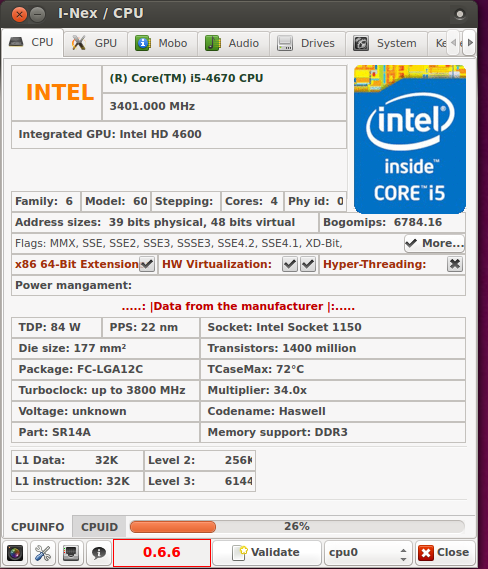 I-Nex / CPU
CPU GPU Mobo Audio Drives System Ke
INTEL
(R) Core(TM) i5-4670 CPU
3401.000 MHz
Integrated GPU: Intel HD 4600
intel
inside™
CORE™ i5
Family: 6 Model: 60 Stepping: Cores: 4 Phy id: 0
Address sizes: 39 bits physical, 48 bits virtual Bogomips: 6784.16
Flags: MMX, SSE, SSE2, SSE3, SSSE3, SSE4.2, SSE4.1, XD-Bit, More...
x86 64-Bit Extension HW Virtualization: Hyper-Threading:
Power mangament:
.....: |Data from the manufacturer |:.....
TDP: 84 W PPS: 22 nm Socket: Intel Socket 1150
Die size: 177 mm² Transistors: 1400 million
Package: FC-LGA12C TCaseMax: 72°C
Turboclock: up to 3800 MHz Multiplier: 34.0x
Voltage: unknown Codename: Haswell
Part: SR14A Memory support: DDR3
L1 Data: 32K Level 2: 256K
L1 instruction: 32K Level 3: 6144
CPUINFO CPUID 26%
0.6.6 Validate cpu0 Close